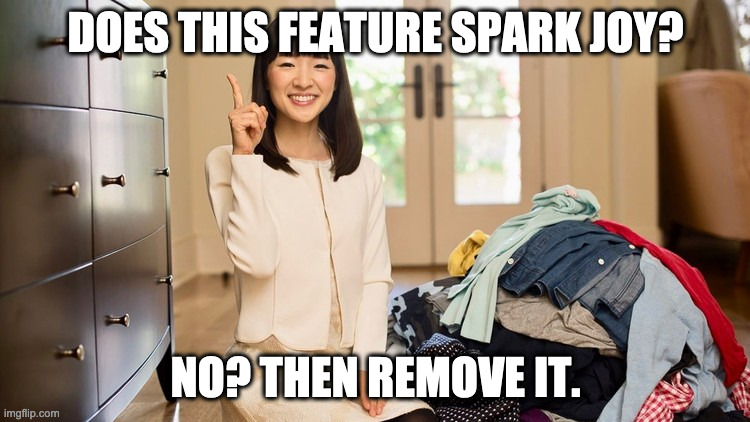 DOES THIS FEATURE SPARK JOY?
NO? THEN REMOVE IT.
imgflip.com